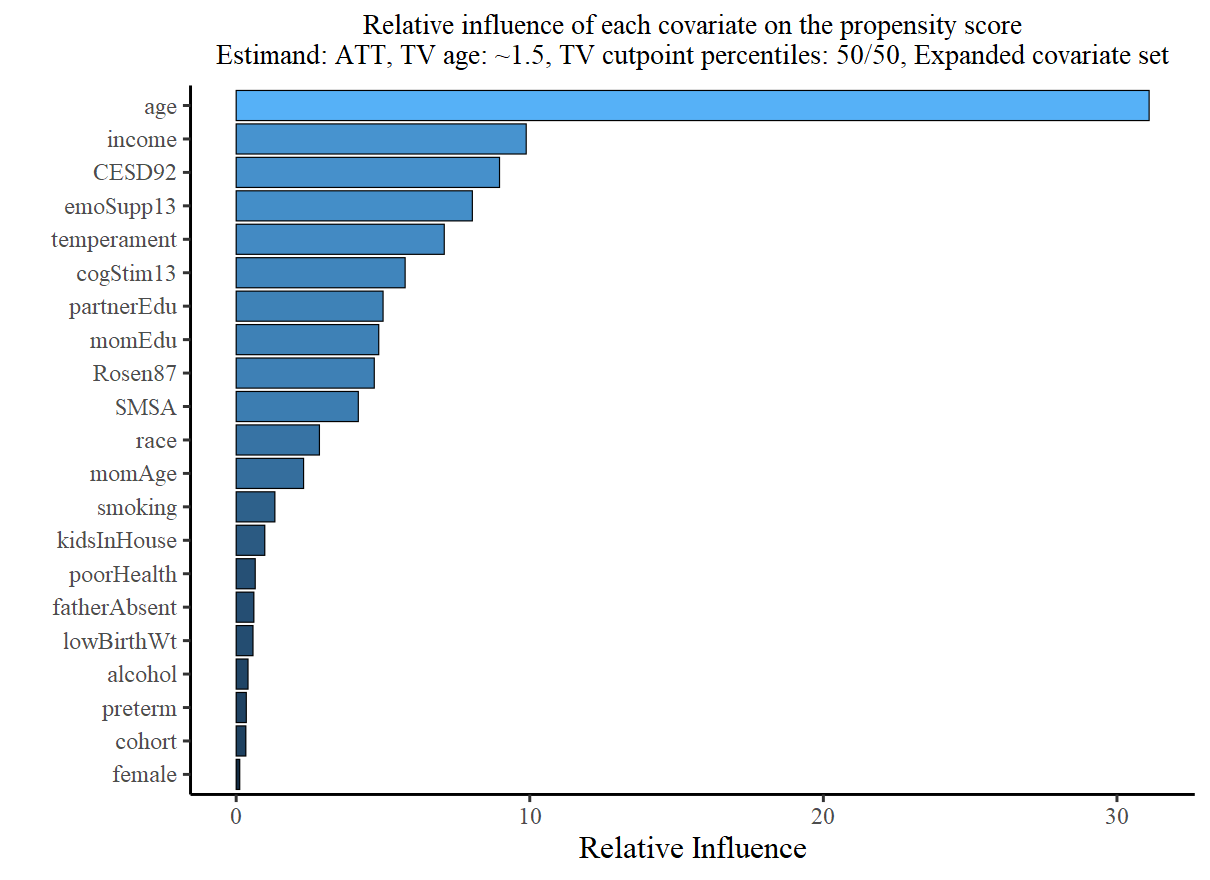 Relative influence of each covariate on the propensity score
Estimand: ATT, TV age: ~1.5, TV cutpoint percentiles: 50/50, Expanded covariate set
age
income
CESD92
emoSupp13
temperament
cogStim13
partnerEdu
momEdu
Rosen87
SMSA
race
momAge
smoking
kidsInHouse
poorHealth
fatherAbsent
lowBirthWt
alcohol
preterm
cohort
female
0 10 20 30
Relative Influence